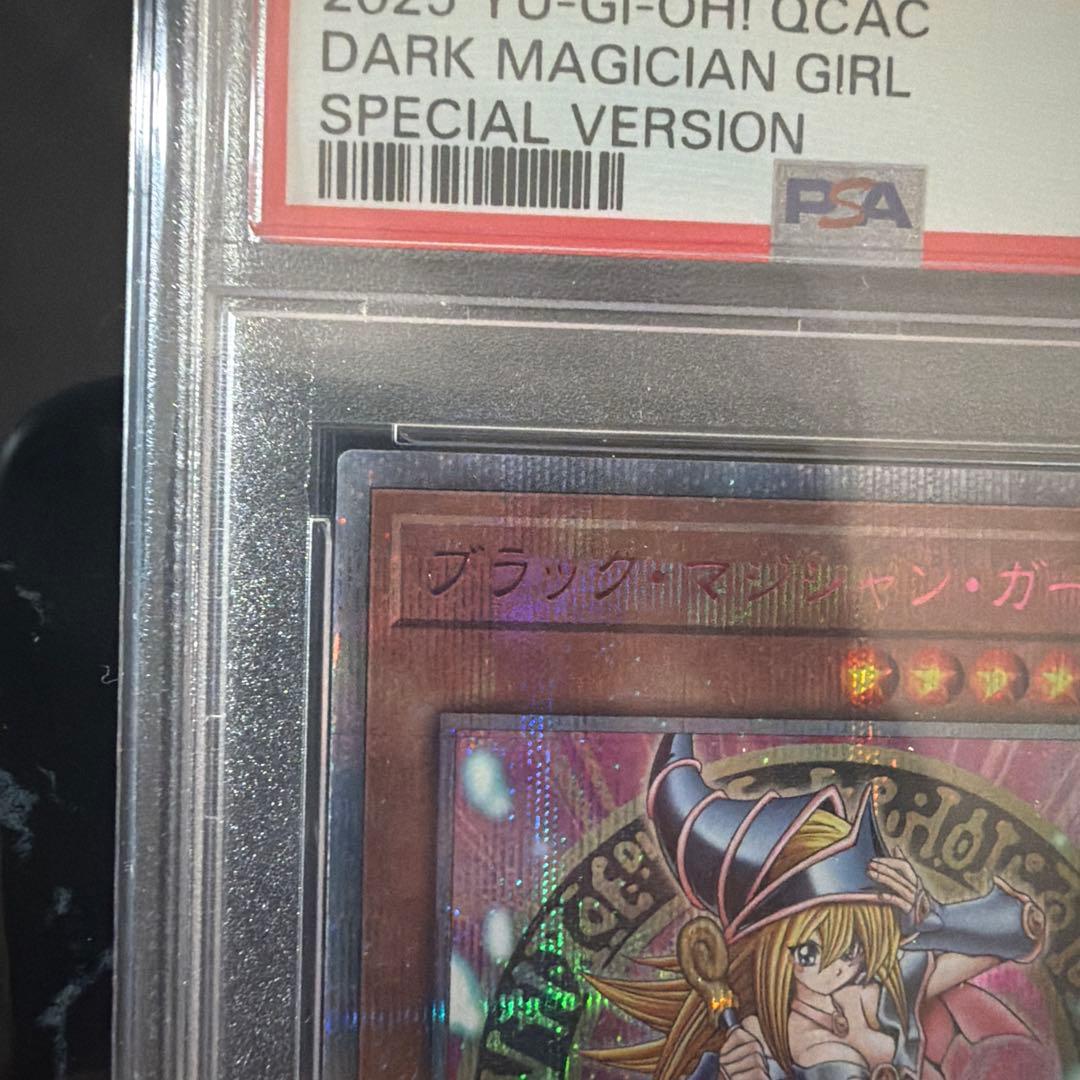 2025 YU-GI-OH! QCAC
DARK MAGICIAN GIRL
SPECIAL VERSION
PSA
ブラック・マジシャン・ガー